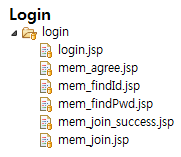 Login
login
login.jsp
mem_agree.jsp
mem_findId.jsp
mem_findPwd.jsp
mem_join_success.jsp
mem_join.jsp